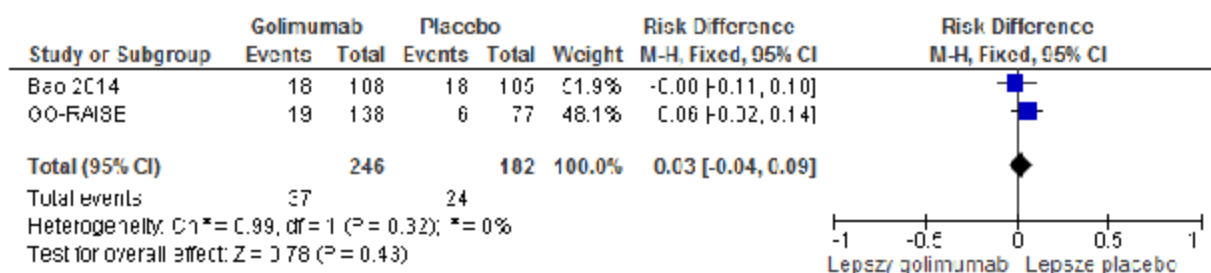 Golimumab Placebo Risk Difference Risk Difference
Study or Subgroup Events Total Events Total Weight M-H, Fixed, 95% CI M-H, Fixed, 95% CI
Bao 2014 18 108 18 105 51.9% -0.00 [-0.11, 0.10]
GO-RAISE 19 138 6 77 48.1% 0.06 [-0.02, 0.14]
Total (95% CI) 246 182 100.0% 0.03 [-0.04, 0.09]
Total events 37 24
Heterogeneity: Chi² = 0.99, df = 1 (P = 0.32); I² = 0%
Test for overall effect: Z = 0.78 (P = 0.43)
-1 -0.5 0 0.5 1
Lepszy golimumab Lepsze placebo